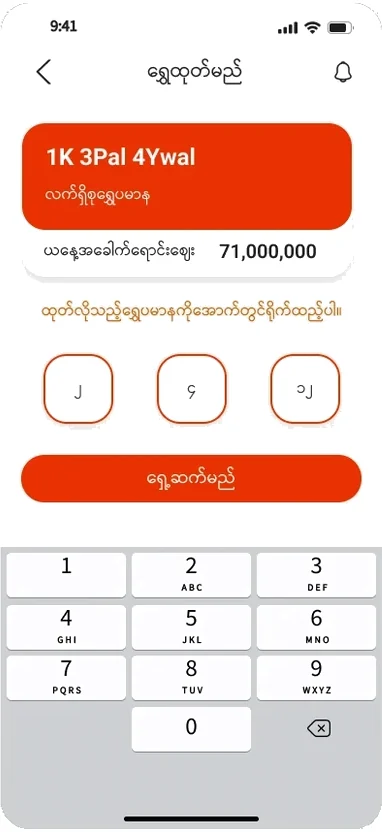 9:41
ရွှေထုတ်မည်
1K 3Pal 4Ywal
လက်ရှိစုရွှေပမာန
ယနေ့အခေါက်ရောင်းဈေး 71,000,000
ထုတ်လိုသည့်ရွှေပမာနကိုအောက်တွင်ရိုက်ထည့်ပါ။
၂ ၄ ၁၂
ရှေ့ဆက်မည်
1 2 3
ABC DEF
4 5 6
GHI JKL MNO
7 8 9
PQRS TUV WXYZ
0